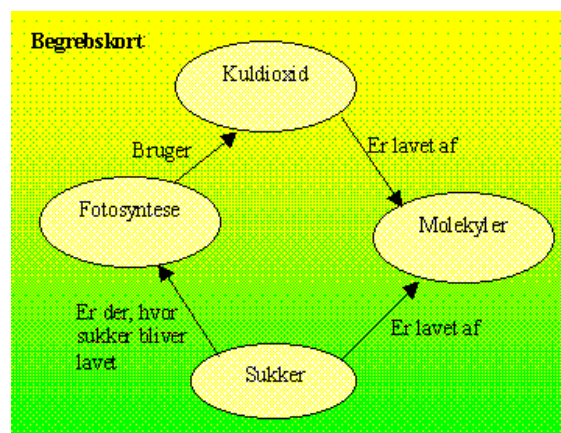 Begrebskort:
Kuldioxid
Bruger
Er lavet af
Fotosyntese
Molekyler
Er der, hvor
sukker bliver
lavet
Er lavet af
Sukker